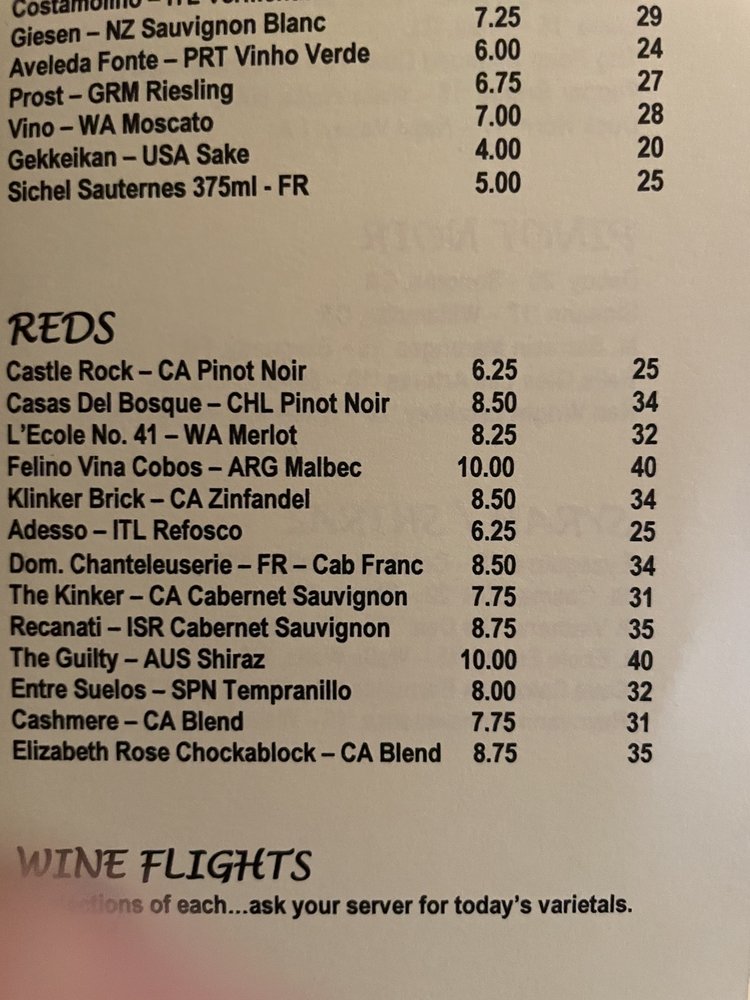 Costamolino – ITL
Giesen – NZ Sauvignon Blanc 7.25 29
Aveleda Fonte – PRT Vinho Verde 6.00 24
Prost – GRM Riesling 6.75 27
Vino – WA Moscato 7.00 28
Gekkeikan – USA Sake 4.00 20
Sichel Sauternes 375ml - FR 5.00 25
REDS
Castle Rock – CA Pinot Noir 6.25 25
Casas Del Bosque – CHL Pinot Noir 8.50 34
L'Ecole No. 41 – WA Merlot 8.25 32
Felino Vina Cobos – ARG Malbec 10.00 40
Klinker Brick – CA Zinfandel 8.50 34
Adesso – ITL Refosco 6.25 25
Dom. Chanteleuserie – FR – Cab Franc 8.50 34
The Kinker – CA Cabernet Sauvignon 7.75 31
Recanati – ISR Cabernet Sauvignon 8.75 35
The Guilty – AUS Shiraz 10.00 40
Entre Suelos – SPN Tempranillo 8.00 32
Cashmere – CA Blend 7.75 31
Elizabeth Rose Chockablock – CA Blend 8.75 35
WINE FLIGHTS
of each...ask your server for today's varietals.